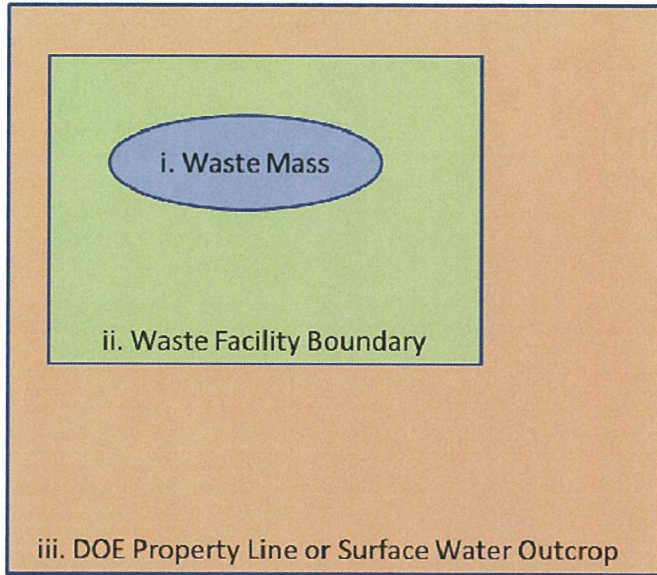 i. Waste Mass
ii. Waste Facility Boundary
iii. DOE Property Line or Surface Water Outcrop